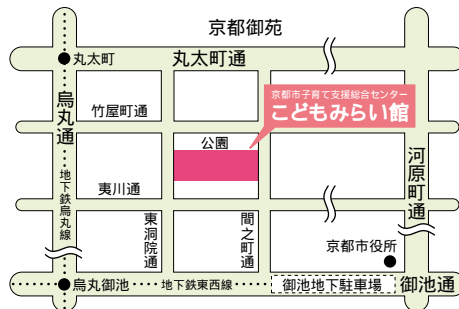 京都御苑
丸太町
丸太町通
京都市子育て支援総合センター
こどもみらい館
烏丸通
竹屋町通
公園
河原町通
地下鉄烏丸線
夷川通
東洞院通
間之町通
京都市役所
烏丸御池
地下鉄東西線
御池地下駐車場
御池通